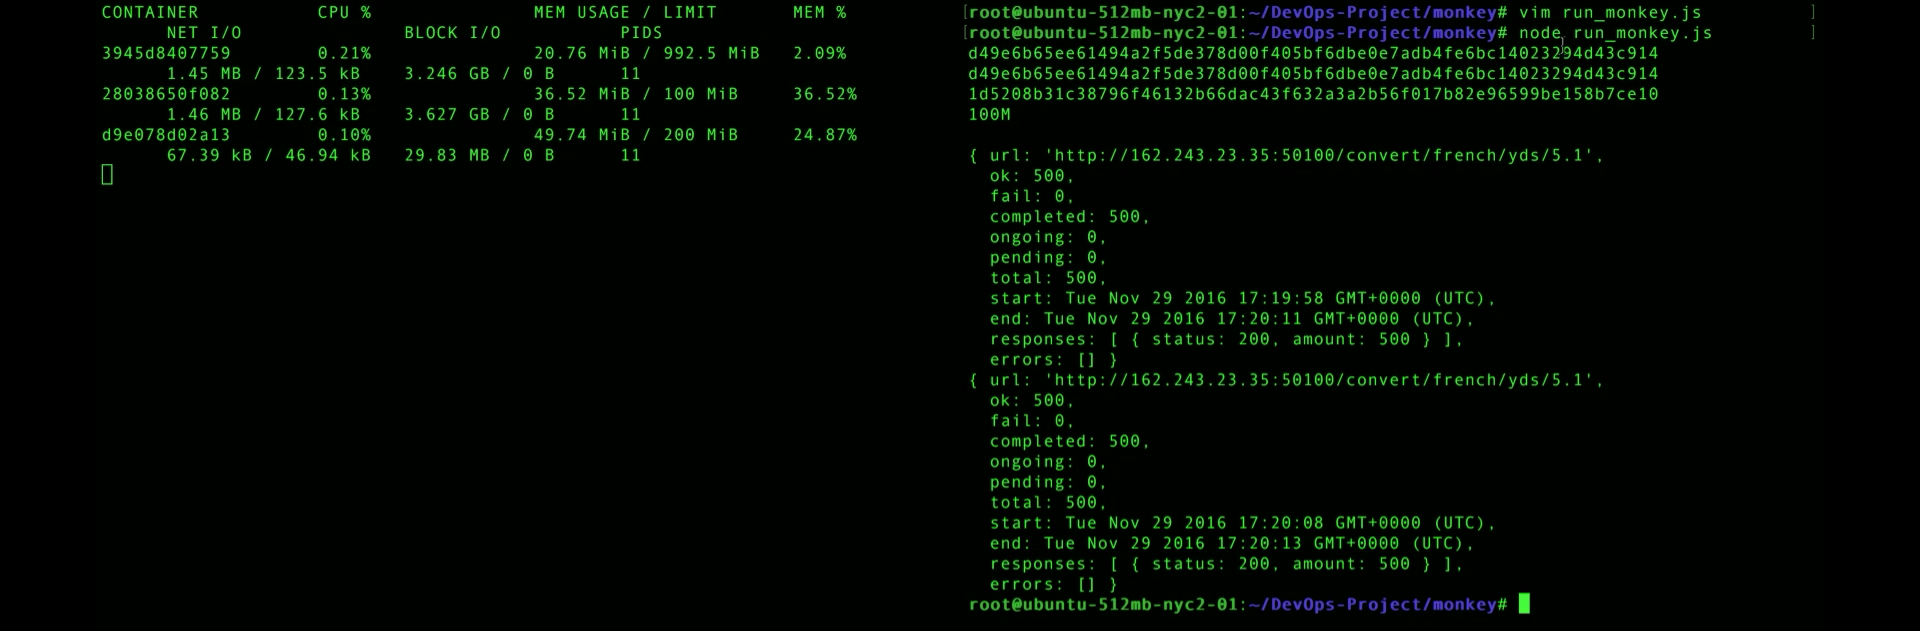 CONTAINER CPU % MEM USAGE / LIMIT MEM %
NET I/O BLOCK I/O PIDS
3945d8407759 0.21% 20.76 MiB / 992.5 MiB 2.09%
1.45 MB / 123.5 kB 3.246 GB / 0 B 11
28038650f082 0.13% 36.52 MiB / 100 MiB 36.52%
1.46 MB / 127.6 kB 3.627 GB / 0 B 11
d9e078d02a13 0.10% 49.74 MiB / 200 MiB 24.87%
67.39 kB / 46.94 kB 29.83 MB / 0 B 11
[root@ubuntu-512mb-nyc2-01:~/DevOps-Project/monkey# vim run_monkey.js ]
[root@ubuntu-512mb-nyc2-01:~/DevOps-Project/monkey# node run_monkey.js ]
d49e6b65ee61494a2f5de378d00f405bf6dbe0e7adb4fe6bc14023294d43c914
d49e6b65ee61494a2f5de378d00f405bf6dbe0e7adb4fe6bc14023294d43c914
1d5208b31c38796f46132b66dac43f632a3a2b56f017b82e96599be158b7ce10
100M
{ url: 'http://162.243.23.35:50100/convert/french/yds/5.1',
ok: 500,
fail: 0,
completed: 500,
ongoing: 0,
pending: 0,
total: 500,
start: Tue Nov 29 2016 17:19:58 GMT+0000 (UTC),
end: Tue Nov 29 2016 17:20:11 GMT+0000 (UTC),
responses: [ { status: 200, amount: 500 } ],
errors: [] }
{ url: 'http://162.243.23.35:50100/convert/french/yds/5.1',
ok: 500,
fail: 0,
completed: 500,
ongoing: 0,
pending: 0,
total: 500,
start: Tue Nov 29 2016 17:20:08 GMT+0000 (UTC),
end: Tue Nov 29 2016 17:20:13 GMT+0000 (UTC),
responses: [ { status: 200, amount: 500 } ],
errors: [] }
root@ubuntu-512mb-nyc2-01:~/DevOps-Project/monkey#